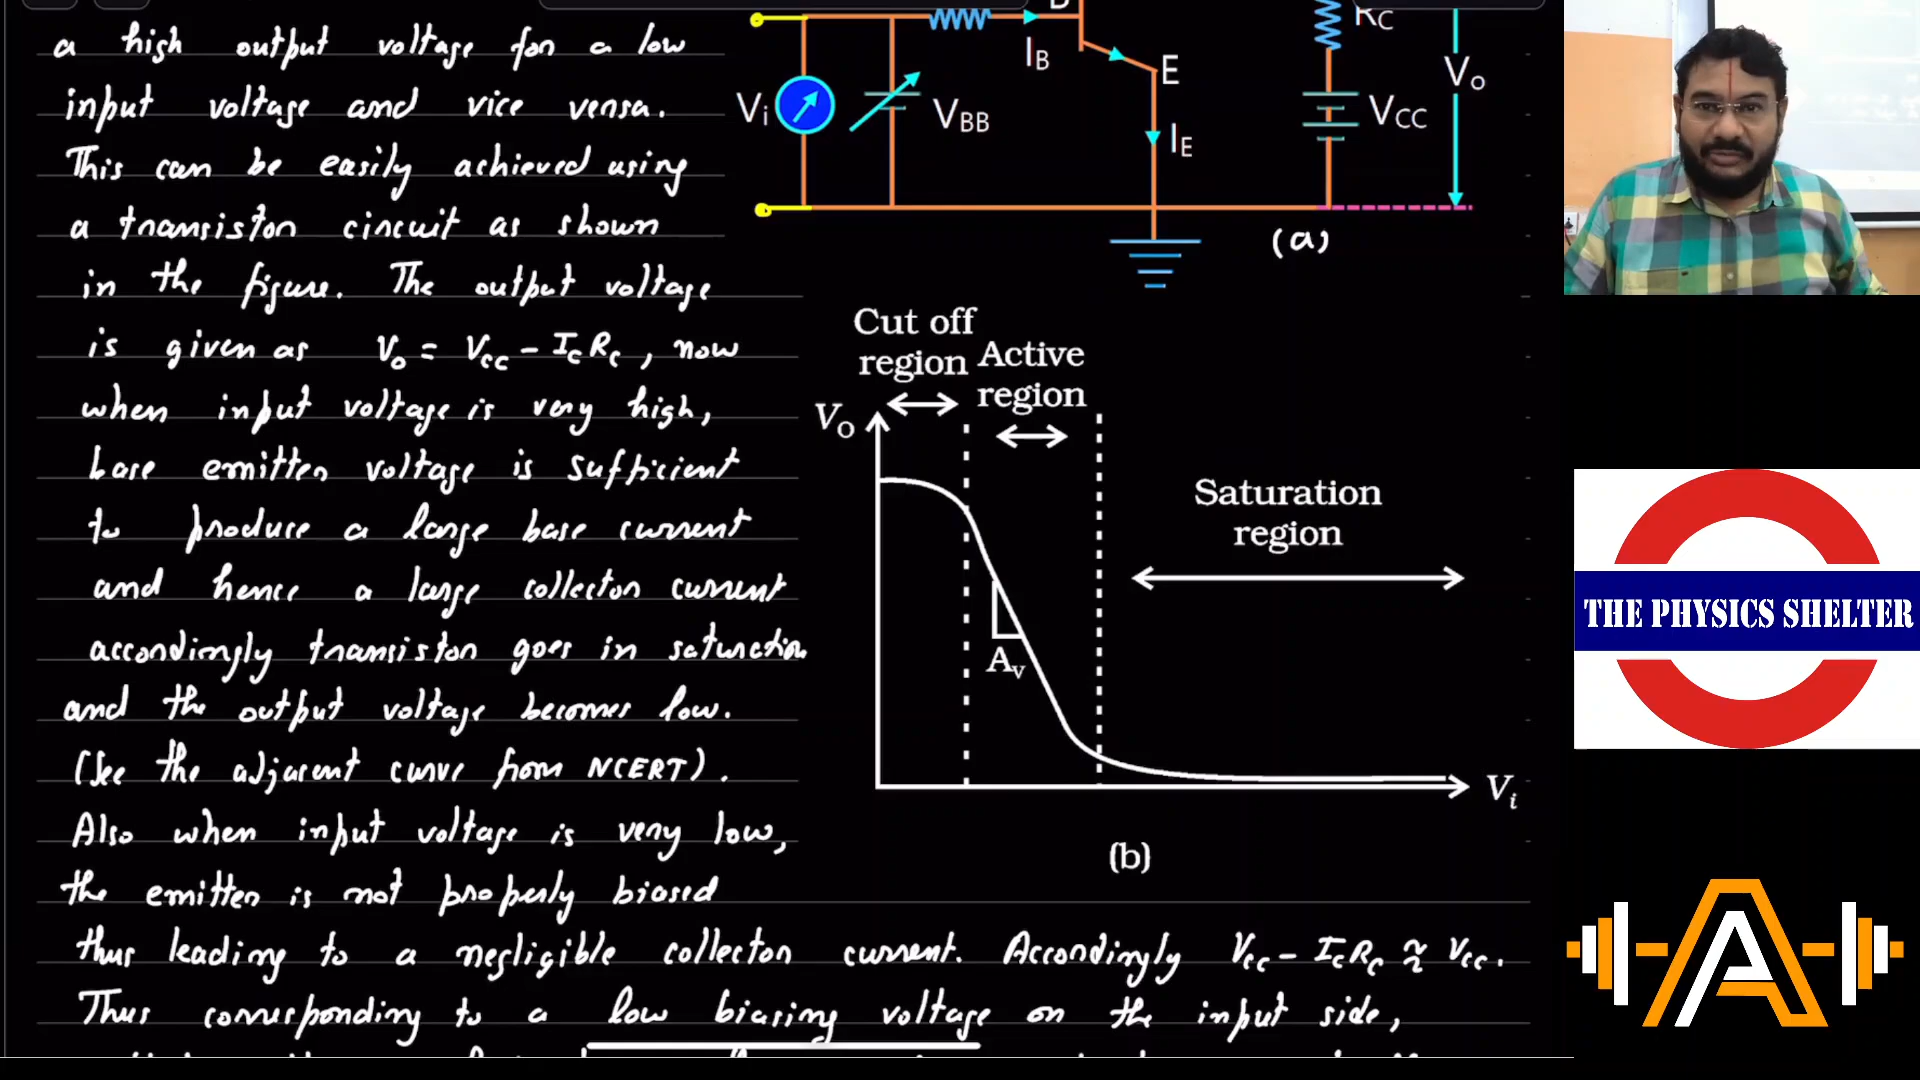 a high output voltage for a low
input voltage and vice versa.
This can be easily achieved using
a transistor circuit as shown
in the figure. The output voltage
is given as V₀ = Vcc - IcRc, now
when input voltage is very high,
base emitter voltage is sufficient
to produce a large base current
and hence a large collector current
accordingly transistor goes in saturation
and the output voltage becomes low.
(See the adjacent curve from NCERT).
Also when input voltage is very low,
the emitter is not properly biased
thus leading to a negligible collector current. Accordingly Vcc - IcRc ≈ Vcc.
Thus corresponding to a low biasing voltage on the input side,
B
RC
IB
E
Vo
Vi
VBB
VCC
IE
(a)
Cut off
region
Active
region
VO
Saturation
region
Av
Vi
(b)
THE PHYSICS SHELTER
A